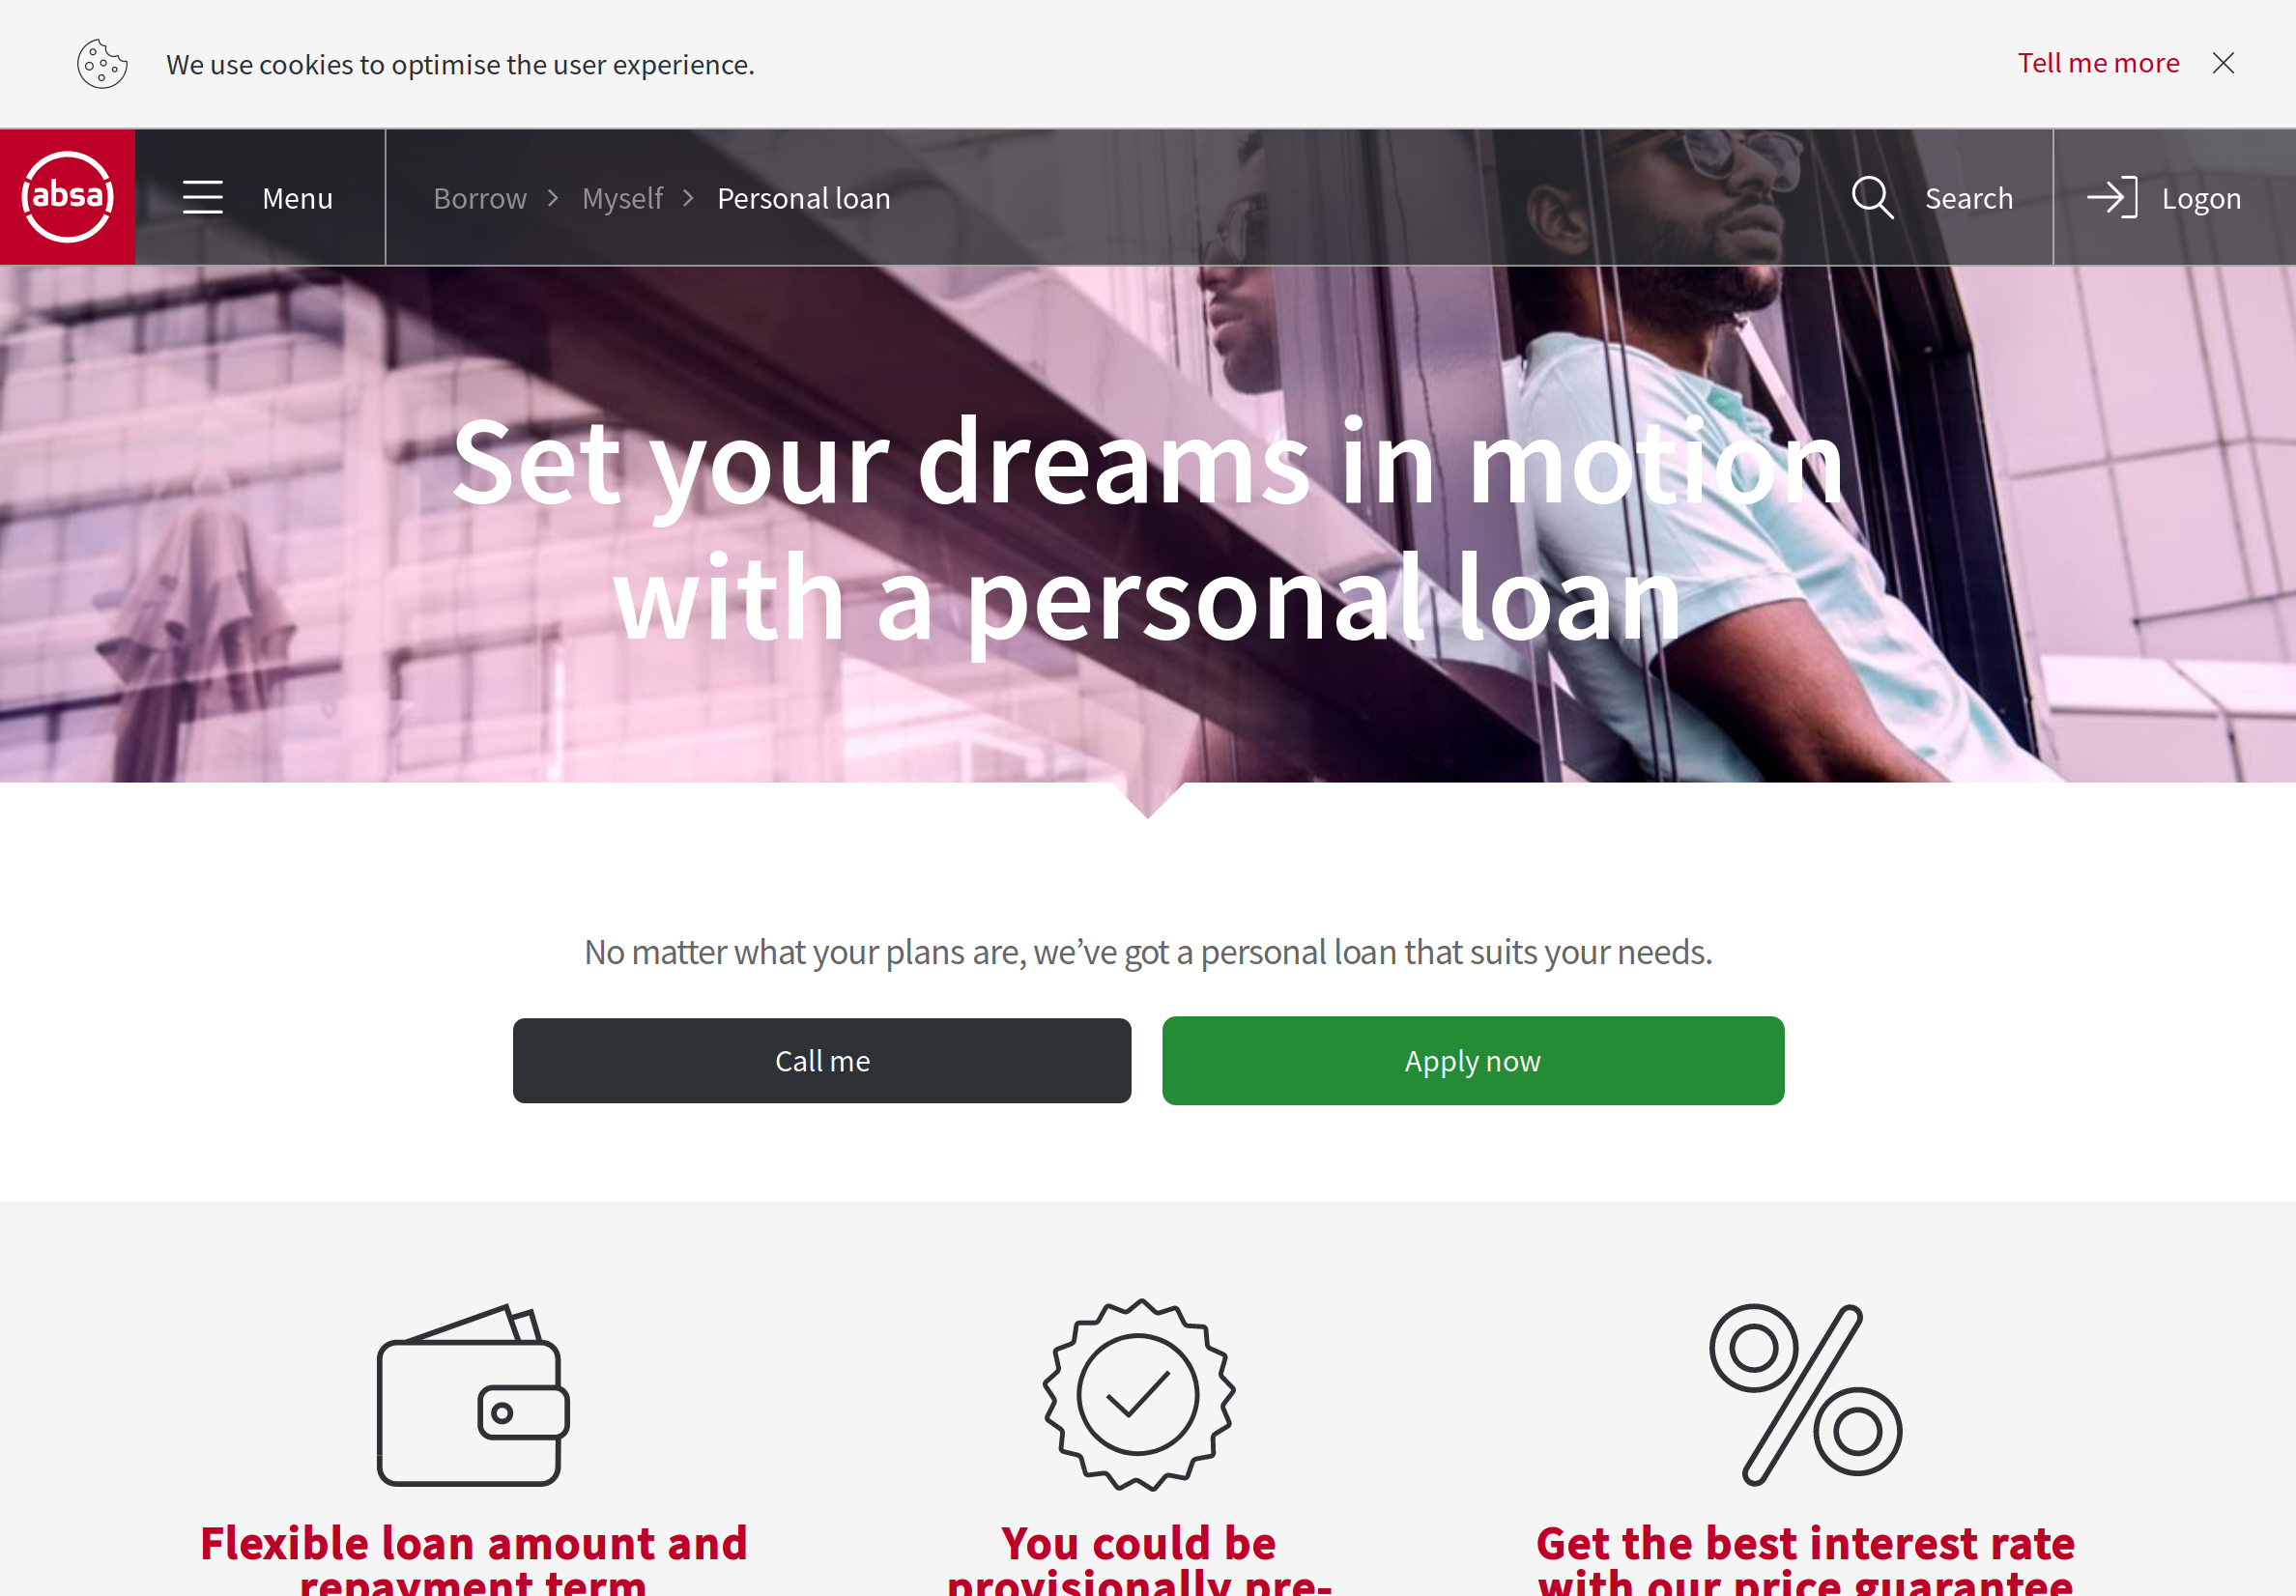 We use cookies to optimise the user experience.
Tell me more
absa
Menu
Borrow > Myself > Personal loan
Search
Logon
Set your dreams in motion
with a personal loan
No matter what your plans are, we’ve got a personal loan that suits your needs.
Call me
Apply now
Flexible loan amount and
repayment term
You could be
provisionally pre-
Get the best interest rate
with our price guarantee